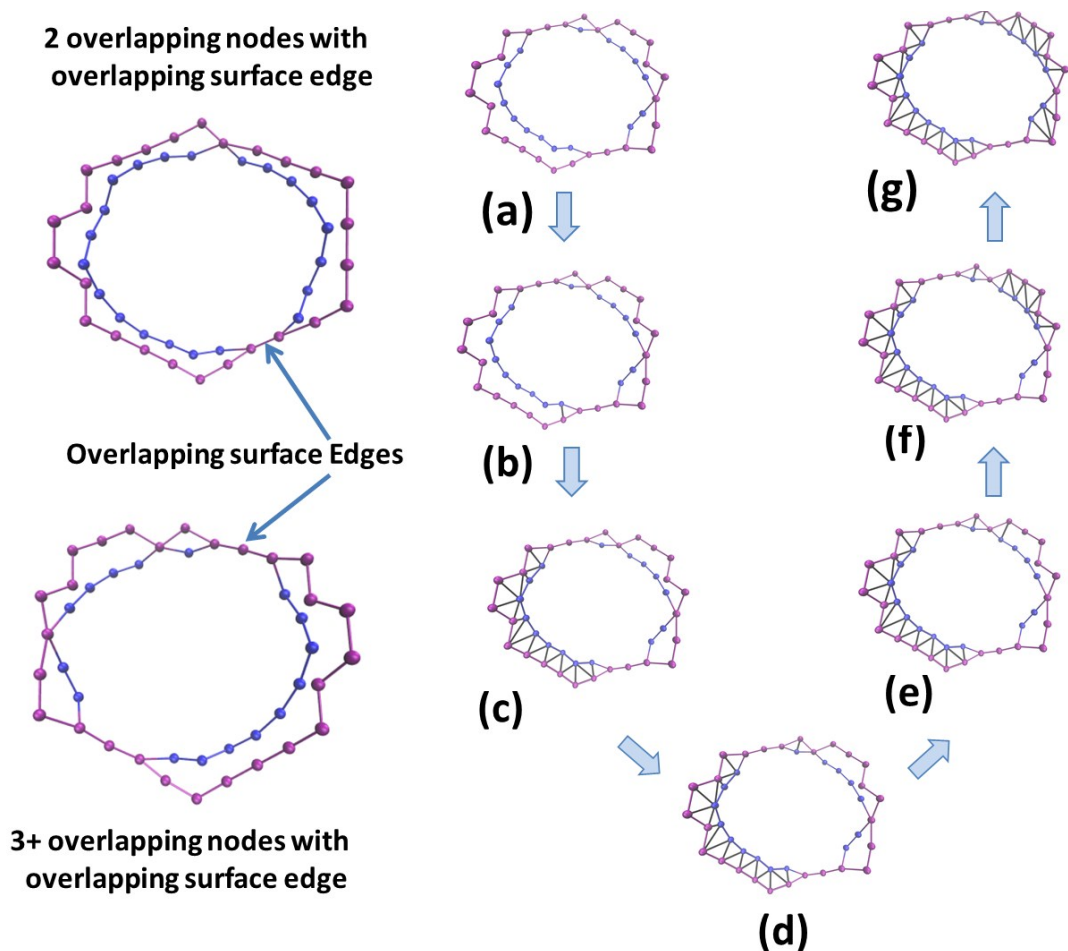 2 overlapping nodes with
overlapping surface edge
Overlapping surface Edges
3+ overlapping nodes with
overlapping surface edge
(a)
(b)
(c)
(d)
(e)
(f)
(g)